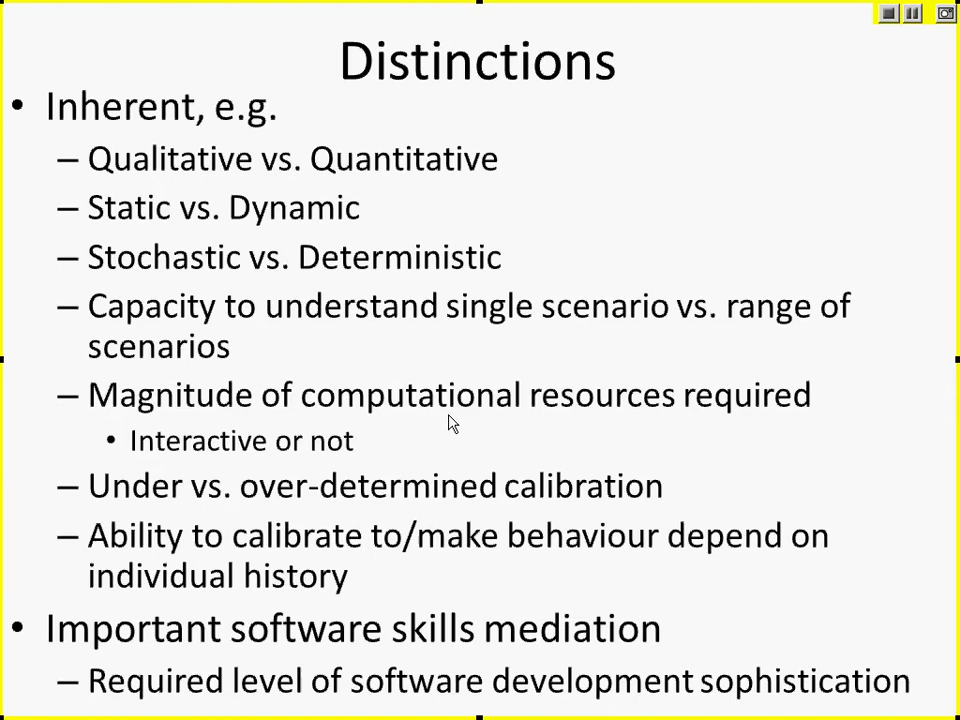 Distinctions
• Inherent, e.g.
– Qualitative vs. Quantitative
– Static vs. Dynamic
– Stochastic vs. Deterministic
– Capacity to understand single scenario vs. range of
scenarios
– Magnitude of computational resources required
• Interactive or not
– Under vs. over-determined calibration
– Ability to calibrate to/make behaviour depend on
individual history
• Important software skills mediation
– Required level of software development sophistication